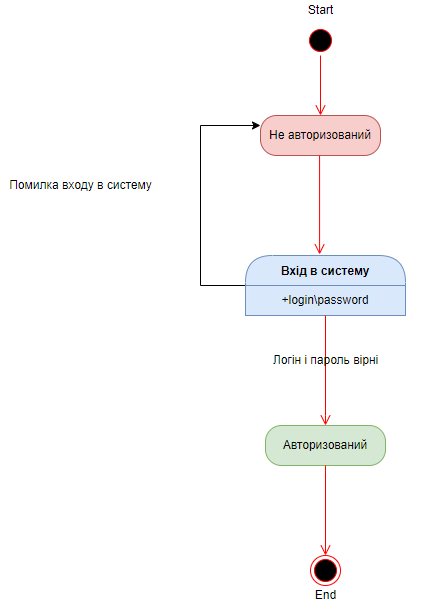 Start
Не авторизований
Помилка входу в систему
Вхід в систему
+login\password
Логін і пароль вірні
Авторизований
End